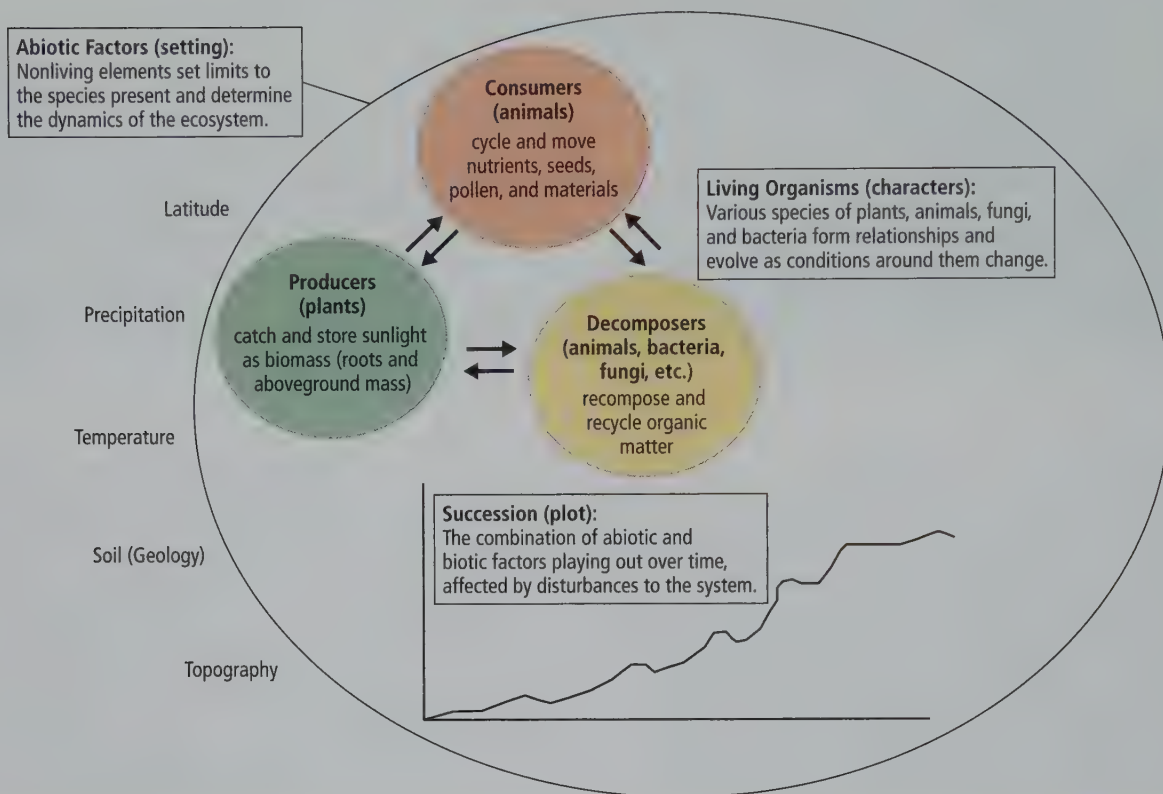 Abiotic Factors (setting):
Nonliving elements set limits to
the species present and determine
the dynamics of the ecosystem.
Consumers
(animals)
cycle and move
nutrients, seeds,
pollen, and materials
Living Organisms (characters):
Various species of plants, animals, fungi,
and bacteria form relationships and
evolve as conditions around them change.
Latitude
Precipitation
Temperature
Soil (Geology)
Topography
Producers
(plants)
catch and store sunlight
as biomass (roots and
aboveground mass)
Decomposers
(animals, bacteria,
fungi, etc.)
recompose and
recycle organic
matter
Succession (plot):
The combination of abiotic and
biotic factors playing out over time,
affected by disturbances to the system.